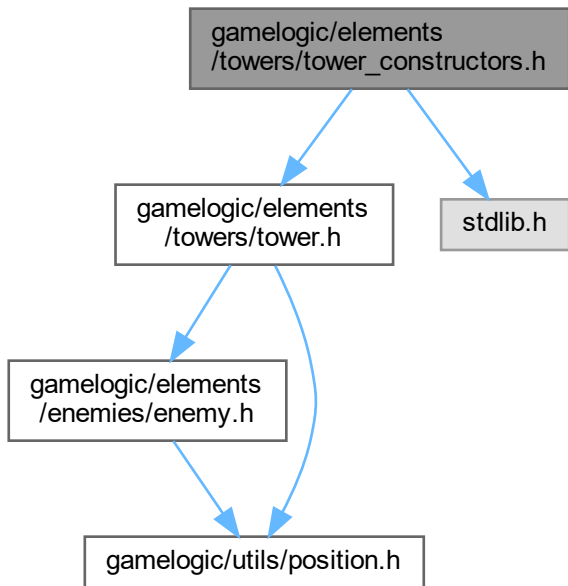 gamelogic/elements
/towers/tower_constructors.h
gamelogic/elements
/towers/tower.h
stdlib.h
gamelogic/elements
/enemies/enemy.h
gamelogic/utils/position.h